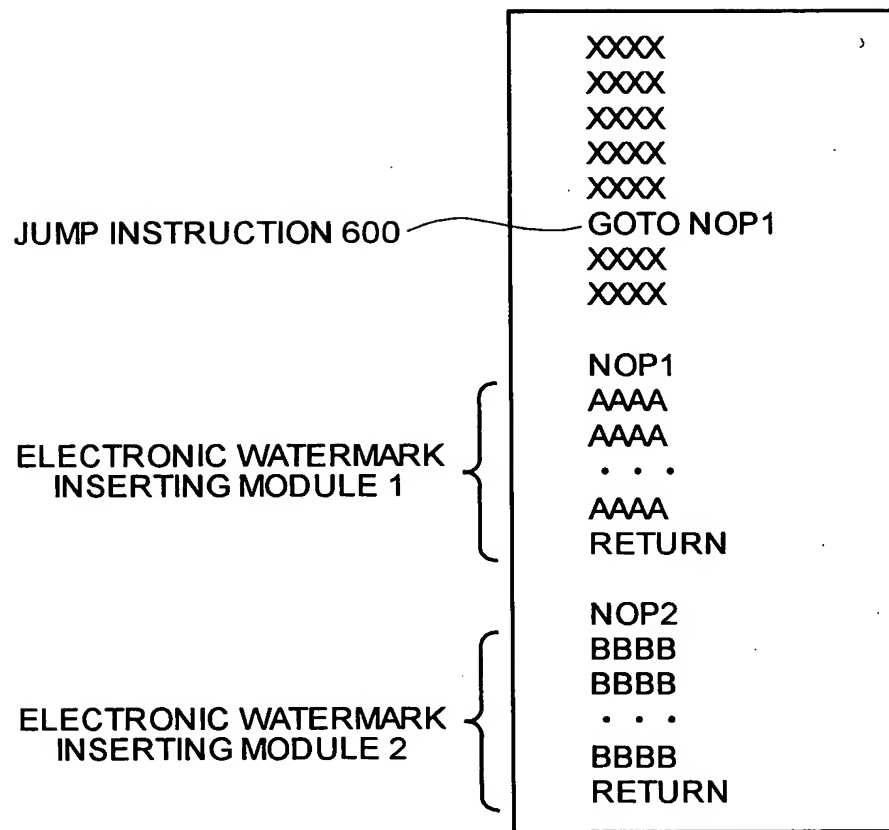 XXXX
XXXX
XXXX
XXXX
XXXX
JUMP INSTRUCTION 600 GOTO NOP1
XXXX
XXXX
NOP1
AAAA
AAAA
ELECTRONIC WATERMARK
INSERTING MODULE 1
. . .
AAAA
RETURN
NOP2
BBBB
BBBB
ELECTRONIC WATERMARK
INSERTING MODULE 2
. . .
BBBB
RETURN